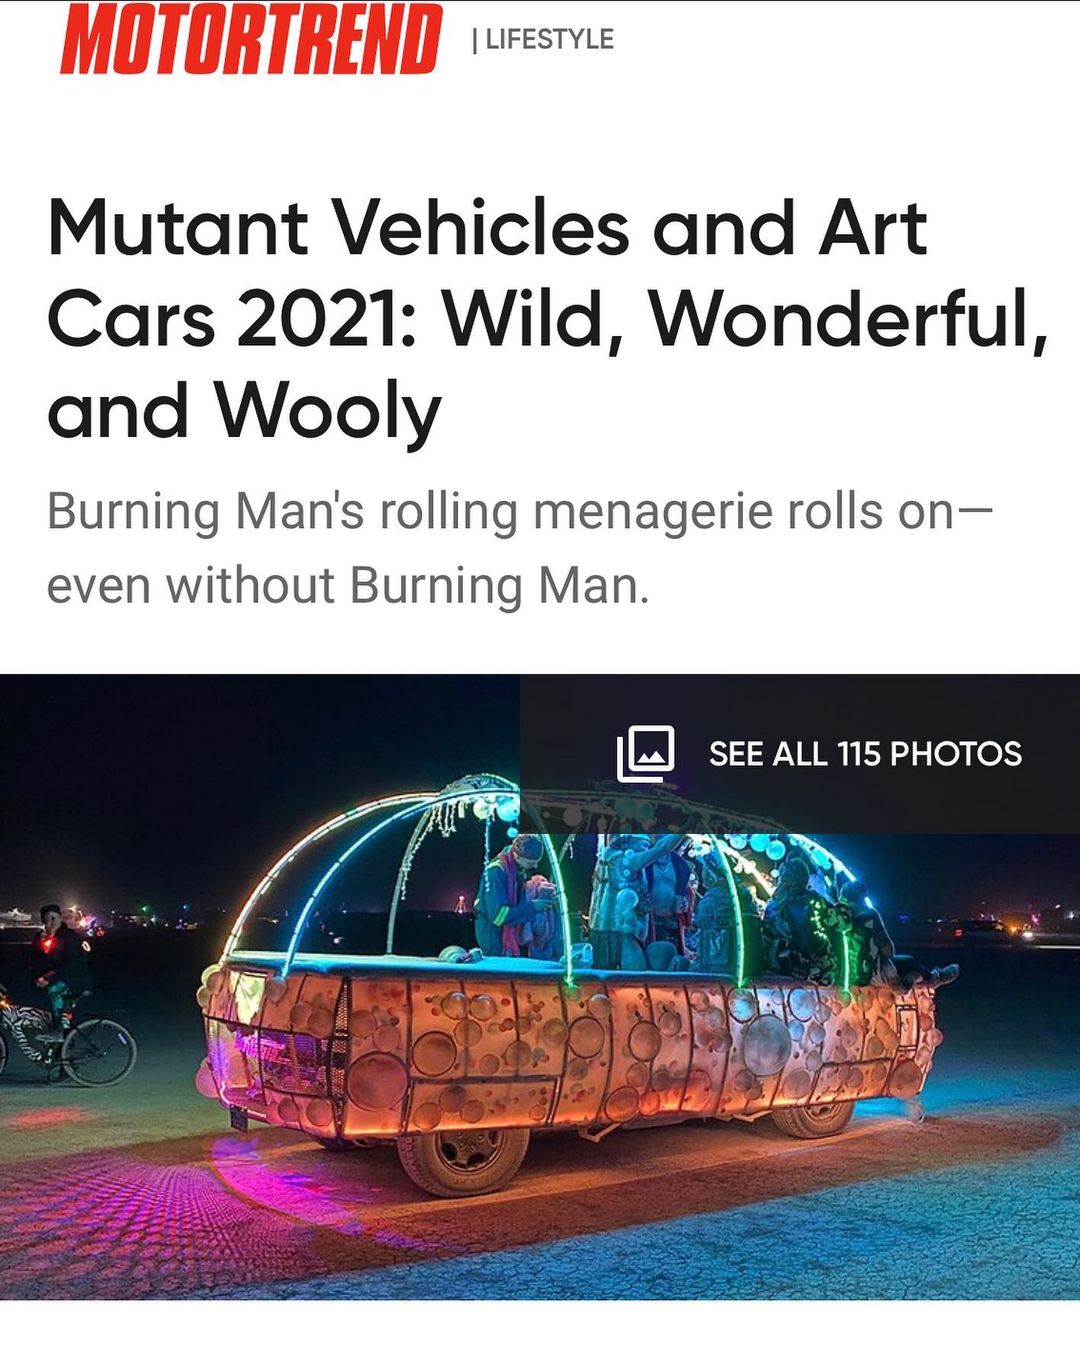 MOTORTREND | LIFESTYLE
Mutant Vehicles and Art
Cars 2021: Wild, Wonderful,
and Wooly
Burning Man's rolling menagerie rolls on—
even without Burning Man.
SEE ALL 115 PHOTOS